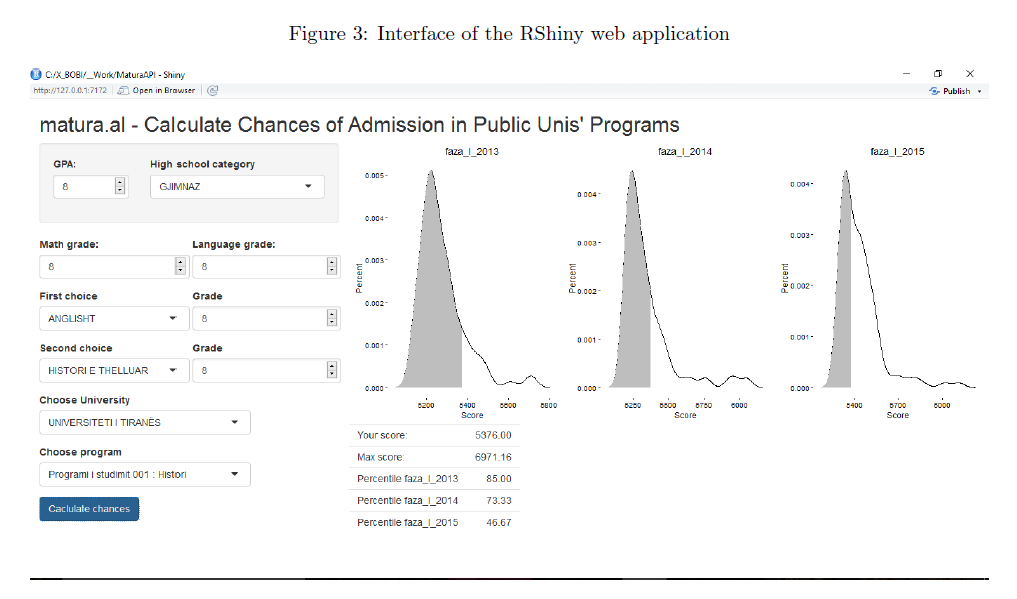 Figure 3: Interface of the RShiny web application
C:/X_BOBI/__Work/MaturaAPI - Shiny
http://127.0.0.1:7172 Open in Browser Publish
matura.al - Calculate Chances of Admission in Public Unis' Programs
GPA: High school category
8 GJIMNAZ
Math grade: Language grade:
8 8
First choice Grade
ANGLISHT 8
Second choice Grade
HISTORI E THELLUAR 8
Choose University
UNIVERSITETI I TIRANËS
Choose program
Programi i studimit 001 : Histori
Caclulate chances
faza_I_2013
Percent
0.005
0.004
0.003
0.002
0.001
0.000
5200 5400 5600 5800
Score
faza_I_2014
Percent
0.004
0.003
0.002
0.001
0.000
5250 5500 5750 6000
Score
faza_I_2015
Percent
0.004
0.003
0.002
0.001
0.000
5400 5700 6000
Score
Your score: 5376.00
Max score: 6971.16
Percentile faza_I_2013 85.00
Percentile faza_I_2014 73.33
Percentile faza_I_2015 46.67